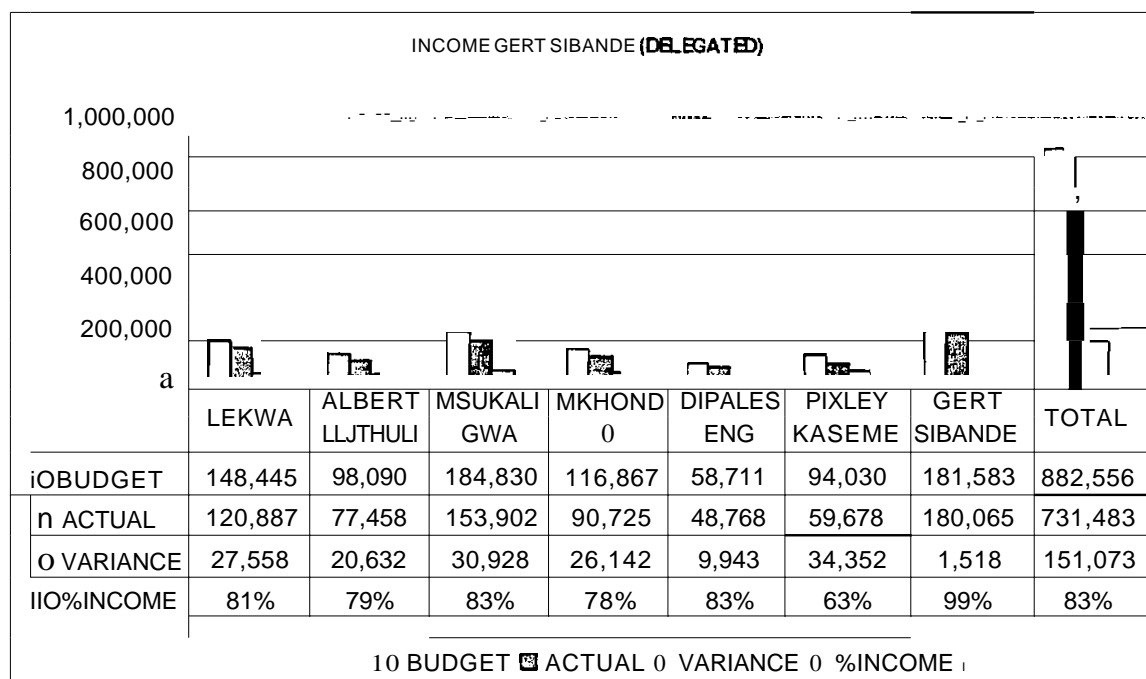 INCOME GERT SIBANDE (DELEGATED)
1,000,000
800,000
600,000
400,000
200,000
a
LEKWA ALBERT LLJTHULI MSUKALI GWA MKHOND 0 DIPALES ENG PIXLEY KASEME GERT SIBANDE TOTAL
iOBUDGET 148,445 98,090 184,830 116,867 58,711 94,030 181,583 882,556
n ACTUAL 120,887 77,458 153,902 90,725 48,768 59,678 180,065 731,483
O VARIANCE 27,558 20,632 30,928 26,142 9,943 34,352 1,518 151,073
IIO%INCOME 81% 79% 83% 78% 83% 63% 99% 83%
10 BUDGET ACTUAL 0 VARIANCE 0 %INCOME